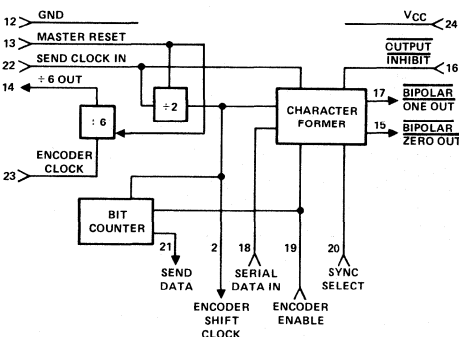 12 GND
VCC 24
13 MASTER RESET
22 SEND CLOCK IN
OUTPUT
INHIBIT 16
14 ÷ 6 OUT
÷2
÷ 6
CHARACTER
FORMER
17 BIPOLAR
ONE OUT
15 BIPOLAR
ZERO OUT
ENCODER
CLOCK
23
BIT
COUNTER
21 2 18 19 20
SEND
DATA
SERIAL
DATA IN
SYNC
SELECT
ENCODER
SHIFT
CLOCK
ENCODER
ENABLE